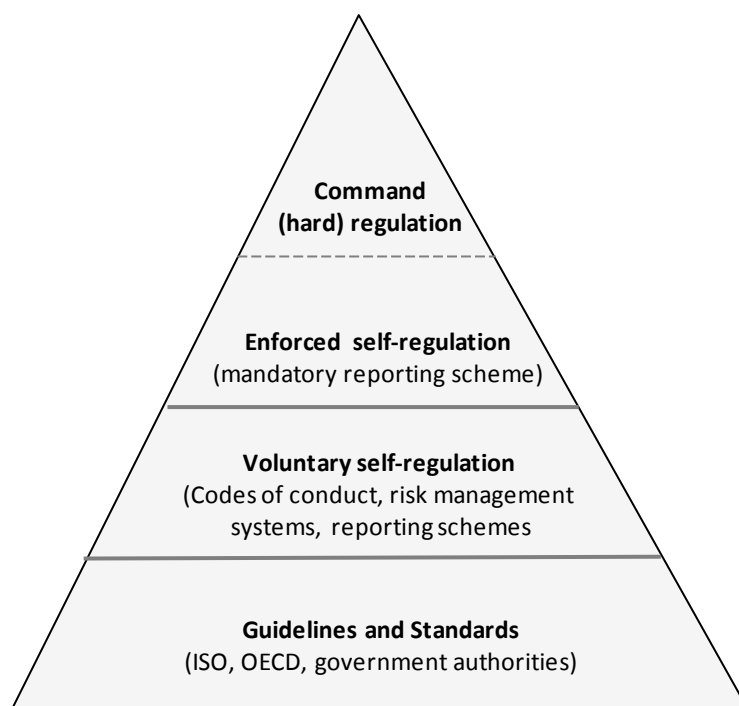 Command
(hard) regulation
Enforced self-regulation
(mandatory reporting scheme)
Voluntary self-regulation
(Codes of conduct, risk management
systems, reporting schemes
Guidelines and Standards
(ISO, OECD, government authorities)